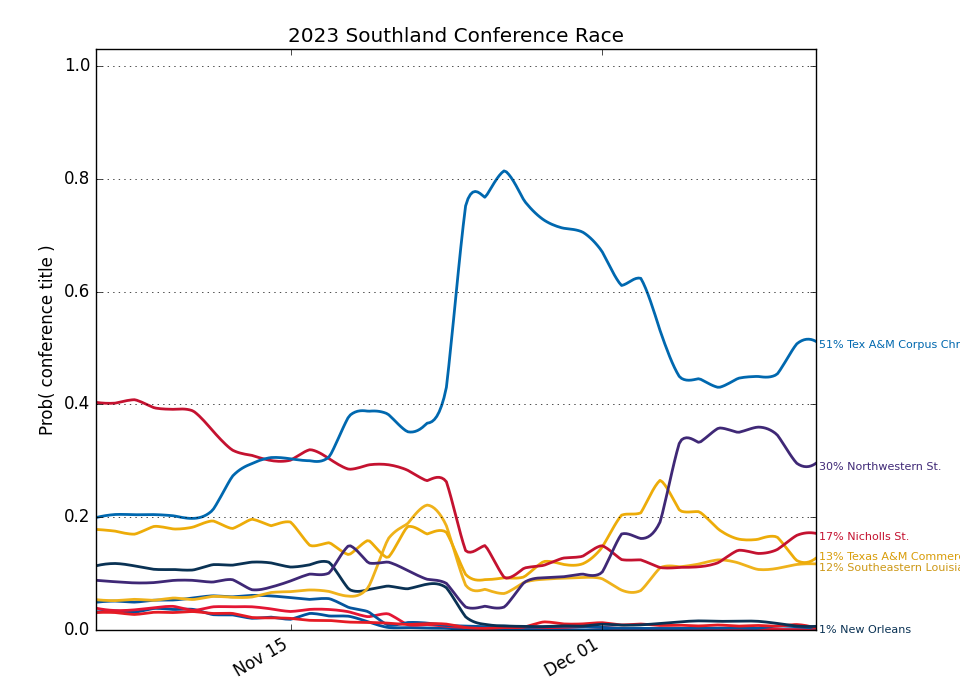 2023 Southland Conference Race
1.0
0.8
0.6
0.4
0.2
0.0
Prob( conference title )
Nov 15
Dec 01
51% Tex A&M Corpus Chr
30% Northwestern St.
17% Nicholls St.
13% Texas A&M Commerc
12% Southeastern Louisia
1% New Orleans